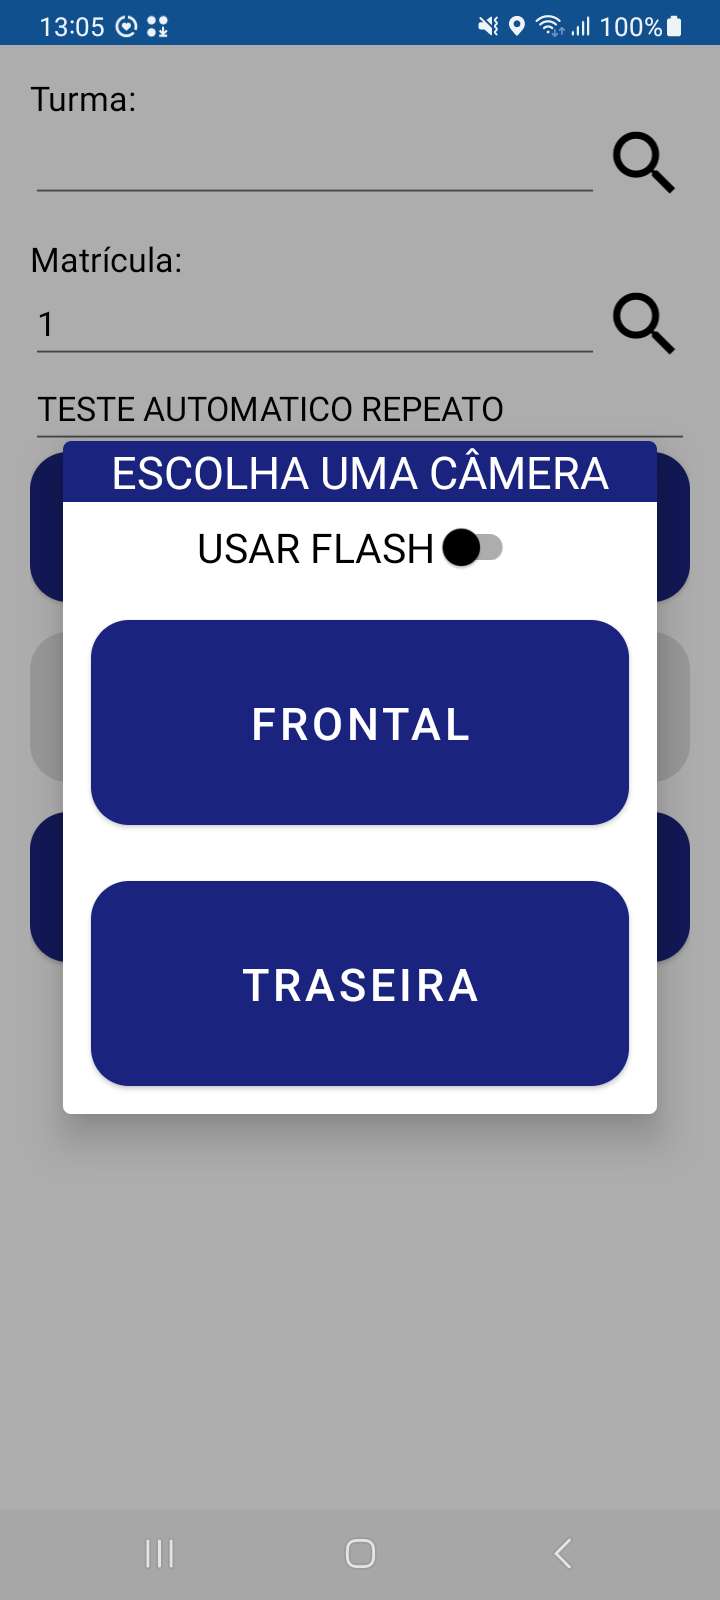 13:05
100%
Turma:
Matrícula:
1
TESTE AUTOMATICO REPEATO
ESCOLHA UMA CÂMERA
USAR FLASH
FRONTAL
TRASEIRA